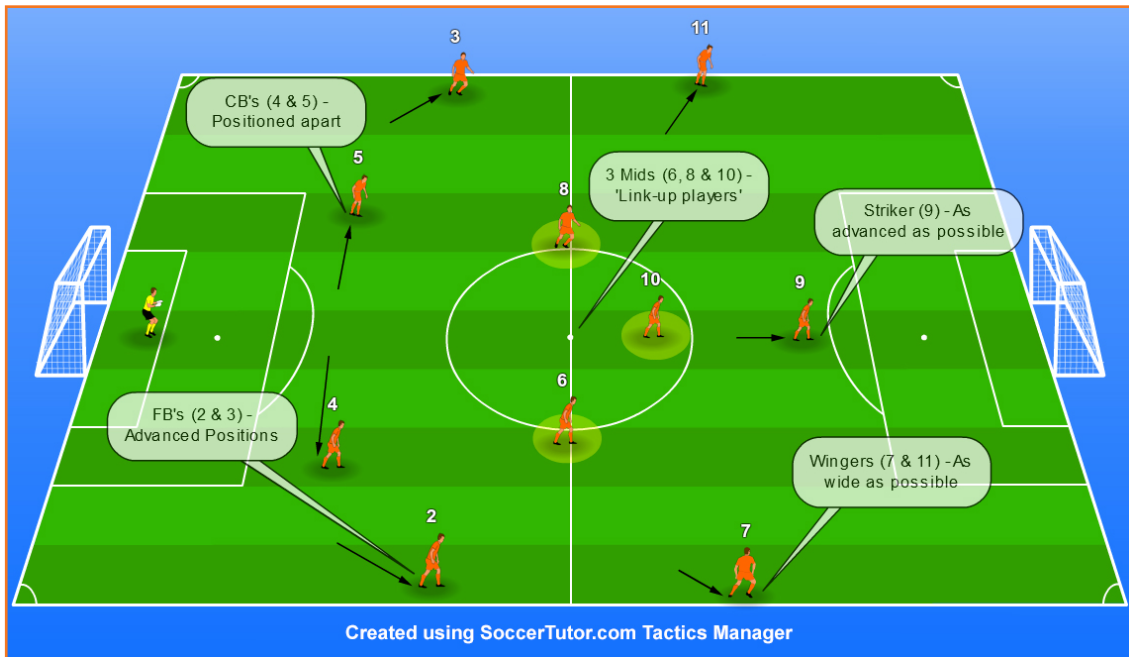 3
11
CB's (4 & 5) -
Positioned apart
5
8
3 Mids (6, 8 & 10) -
'Link-up players'
Striker (9) - As
advanced as possible
10
9
6
FB's (2 & 3) -
Advanced Positions
4
Wingers (7 & 11) - As
wide as possible
2
7
Created using SoccerTutor.com Tactics Manager